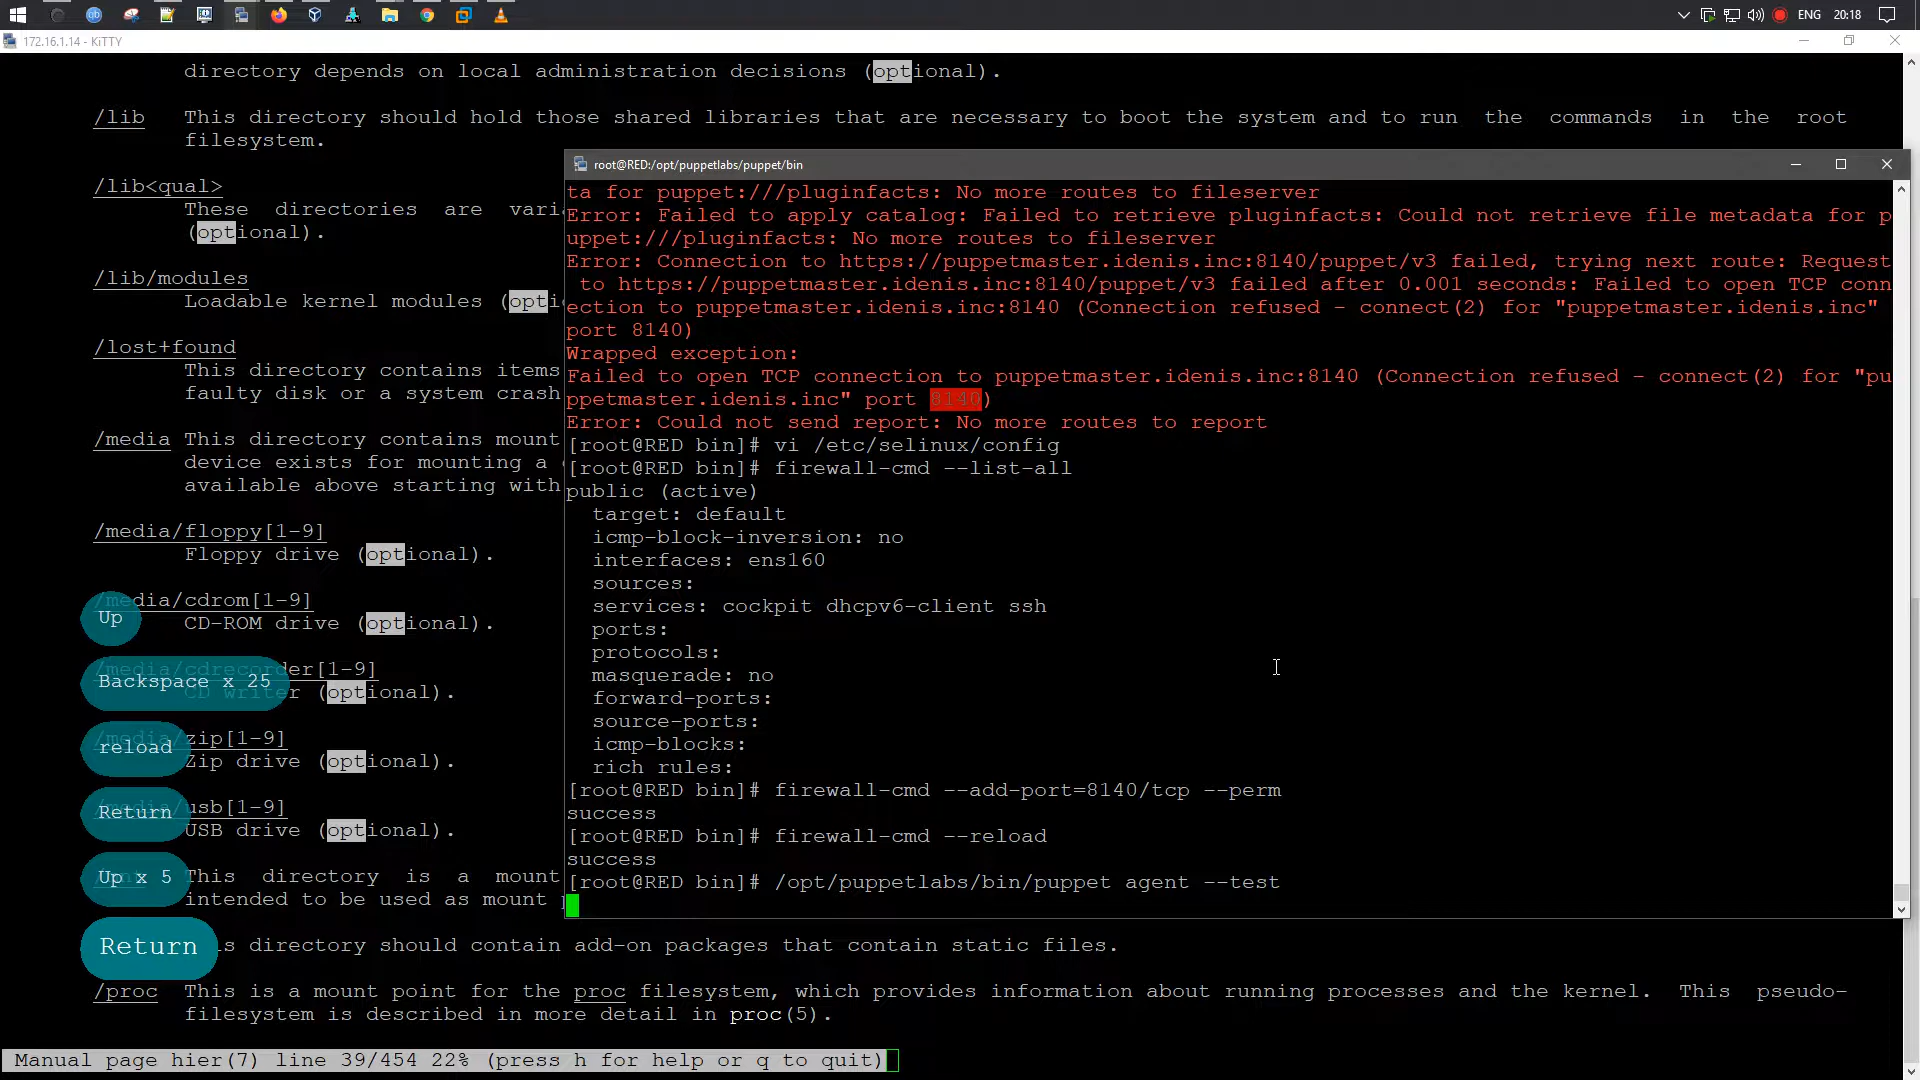 ENG 20:18
172.16.1.14 - KiTTY
directory depends on local administration decisions (optional).
/lib This directory should hold those shared libraries that are necessary to boot the system and to run the commands in the root
filesystem.
/lib<qual>
These directories are vari
(optional).
/lib/modules
Loadable kernel modules (opti
/lost+found
This directory contains items
faulty disk or a system crash
/media This directory contains mount
device exists for mounting a
available above starting with
/media/floppy[1-9]
Floppy drive (optional).
/media/cdrom[1-9]
CD-ROM drive (optional).
/media/cdrecorder[1-9]
CD writer (optional).
/media/zip[1-9]
Zip drive (optional).
/media/usb[1-9]
USB drive (optional).
This directory is a mount
intended to be used as mount
is directory should contain add-on packages that contain static files.
/proc This is a mount point for the proc filesystem, which provides information about running processes and the kernel. This pseudo-
filesystem is described in more detail in proc(5).
Manual page hier(7) line 39/454 22% (press h for help or q to quit)
Up
Backspace x 25
reload
Return
Up x 5
Return
root@RED:/opt/puppetlabs/puppet/bin
ta for puppet:///pluginfacts: No more routes to fileserver
Error: Failed to apply catalog: Failed to retrieve pluginfacts: Could not retrieve file metadata for p
uppet:///pluginfacts: No more routes to fileserver
Error: Connection to https://puppetmaster.idenis.inc:8140/puppet/v3 failed, trying next route: Request
to https://puppetmaster.idenis.inc:8140/puppet/v3 failed after 0.001 seconds: Failed to open TCP conn
ection to puppetmaster.idenis.inc:8140 (Connection refused - connect(2) for "puppetmaster.idenis.inc"
port 8140)
Wrapped exception:
Failed to open TCP connection to puppetmaster.idenis.inc:8140 (Connection refused - connect(2) for "pu
ppetmaster.idenis.inc" port 8140)
Error: Could not send report: No more routes to report
[root@RED bin]# vi /etc/selinux/config
[root@RED bin]# firewall-cmd --list-all
public (active)
target: default
icmp-block-inversion: no
interfaces: ens160
sources:
services: cockpit dhcpv6-client ssh
ports:
protocols:
masquerade: no
forward-ports:
source-ports:
icmp-blocks:
rich rules:
[root@RED bin]# firewall-cmd --add-port=8140/tcp --perm
success
[root@RED bin]# firewall-cmd --reload
success
[root@RED bin]# /opt/puppetlabs/bin/puppet agent --test